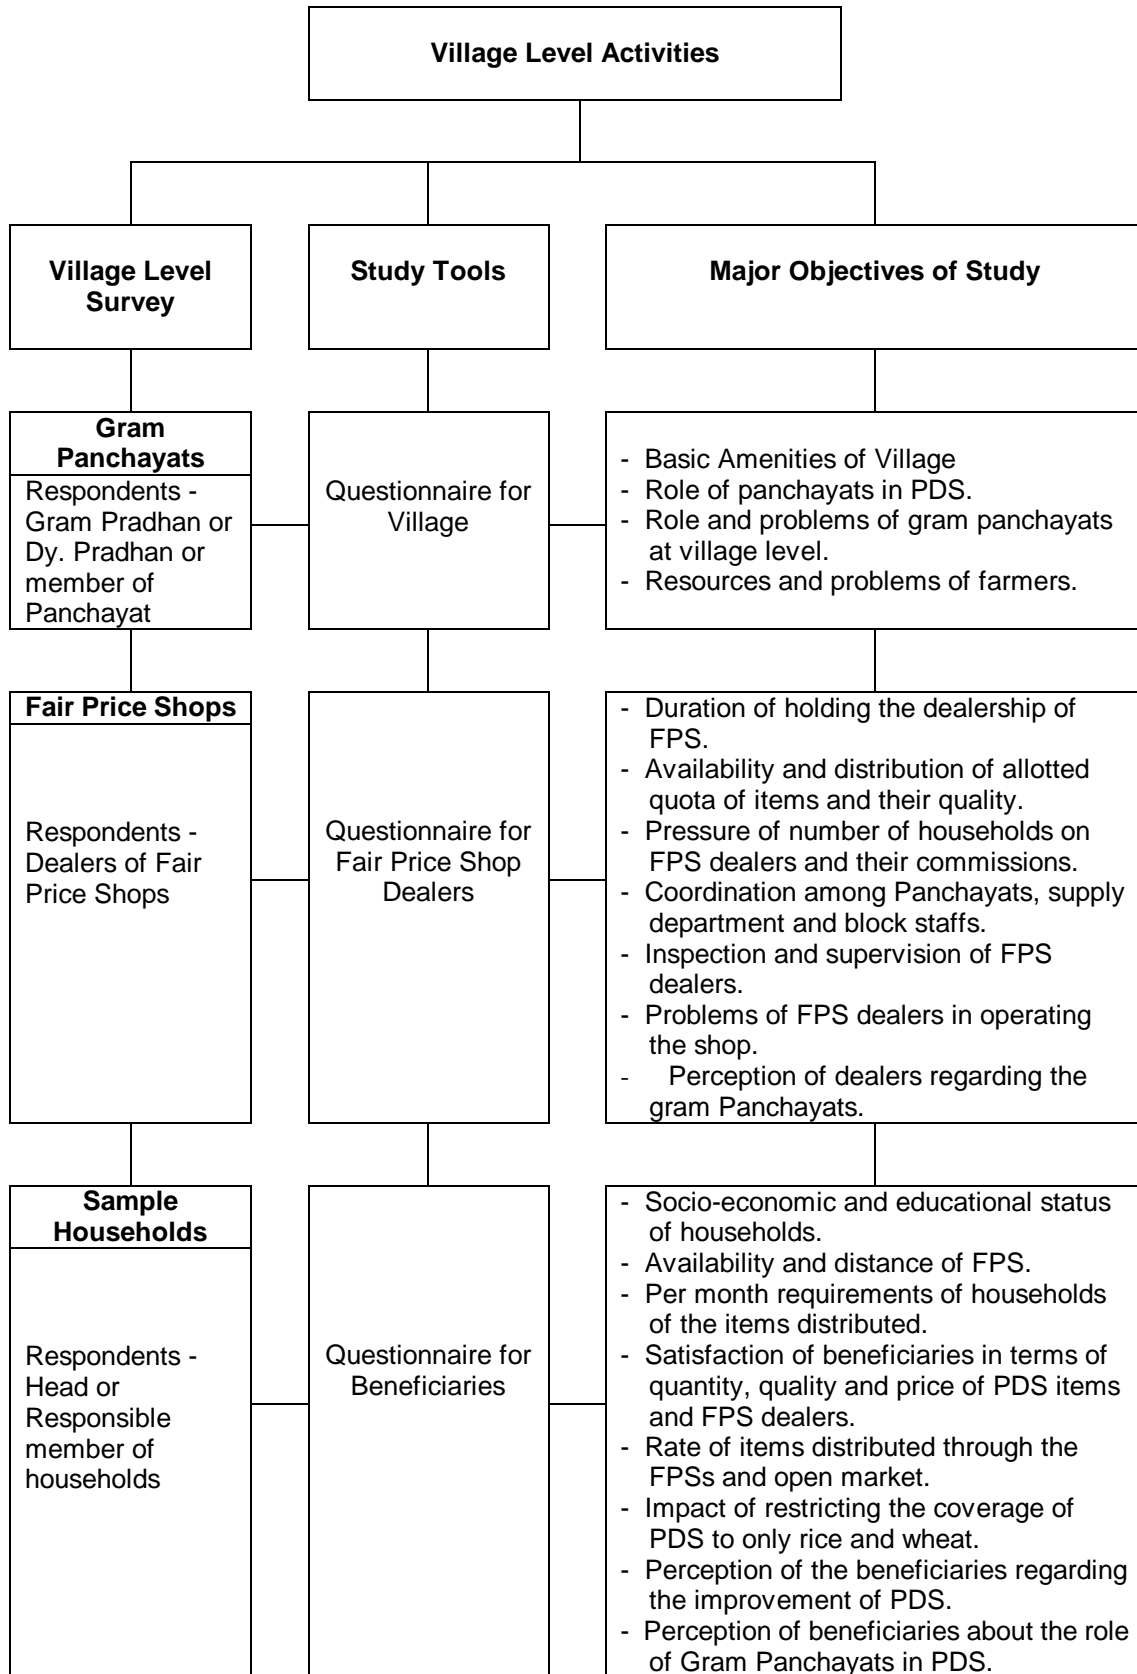 Village Level Activities
Village Level
Survey
Study Tools
Major Objectives of Study
Gram
Panchayats
Respondents -
Gram Pradhan or
Dy. Pradhan or
member of
Panchayat
Questionnaire for
Village
- Basic Amenities of Village
- Role of panchayats in PDS.
- Role and problems of gram panchayats
at village level.
- Resources and problems of farmers.
Fair Price Shops
Respondents -
Dealers of Fair
Price Shops
Questionnaire for
Fair Price Shop
Dealers
- Duration of holding the dealership of
FPS.
- Availability and distribution of allotted
quota of items and their quality.
- Pressure of number of households on
FPS dealers and their commissions.
- Coordination among Panchayats, supply
department and block staffs.
- Inspection and supervision of FPS
dealers.
- Problems of FPS dealers in operating
the shop.
- Perception of dealers regarding the
gram Panchayats.
Sample
Households
Respondents -
Head or
Responsible
member of
households
Questionnaire for
Beneficiaries
- Socio-economic and educational status
of households.
- Availability and distance of FPS.
- Per month requirements of households
of the items distributed.
- Satisfaction of beneficiaries in terms of
quantity, quality and price of PDS items
and FPS dealers.
- Rate of items distributed through the
FPSs and open market.
- Impact of restricting the coverage of
PDS to only rice and wheat.
- Perception of the beneficiaries regarding
the improvement of PDS.
- Perception of beneficiaries about the role
of Gram Panchayats in PDS.